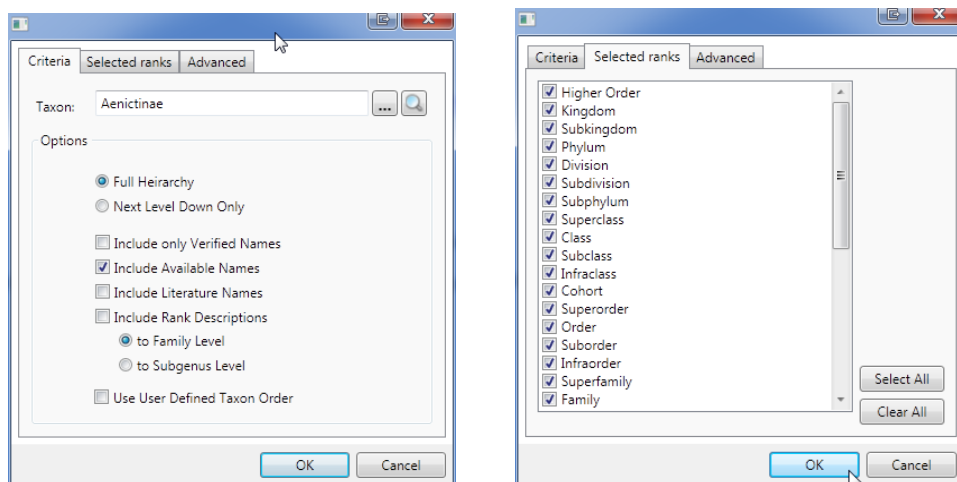 Criteria Selected ranks Advanced
Taxon: Aenictinae ...
Options
Full Heirarchy
Next Level Down Only
Include only Verified Names
Include Available Names
Include Literature Names
Include Rank Descriptions
to Family Level
to Subgenus Level
Use User Defined Taxon Order
OK Cancel
Criteria Selected ranks Advanced
Higher Order
Kingdom
Subkingdom
Phylum
Division
Subdivision
Subphylum
Superclass
Class
Subclass
Infraclass
Cohort
Superorder
Order
Suborder
Infraorder
Superfamily
Family
Select All
Clear All
OK Cancel